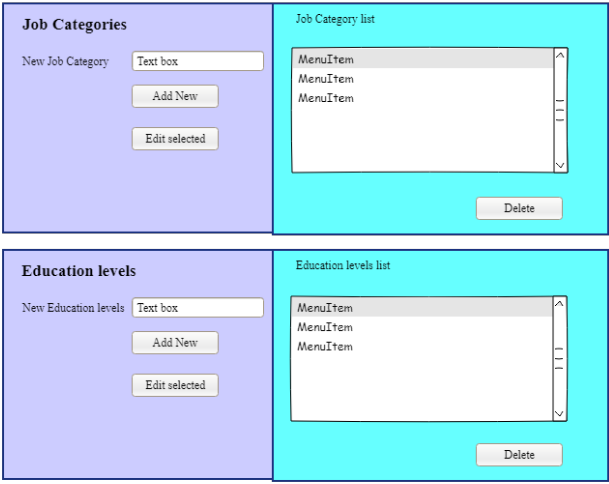 Job Categories
New Job Category
Text box
Add New
Edit selected
Job Category list
MenuItem
MenuItem
MenuItem
Delete
Education levels
New Education levels
Text box
Add New
Edit selected
Education levels list
MenuItem
MenuItem
MenuItem
Delete